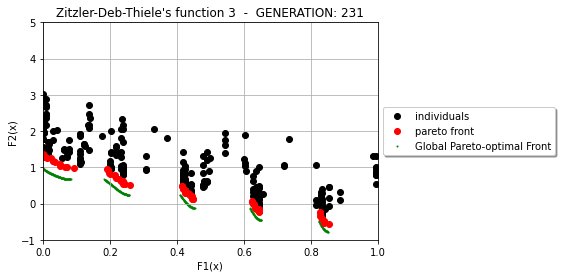 Zitzler-Deb-Thiele's function 3 - GENERATION: 231
5
4
3
2
1
0
−1
F2(x)
0.0 0.2 0.4 0.6 0.8 1.0
F1(x)
individuals
pareto front
Global Pareto-optimal Front